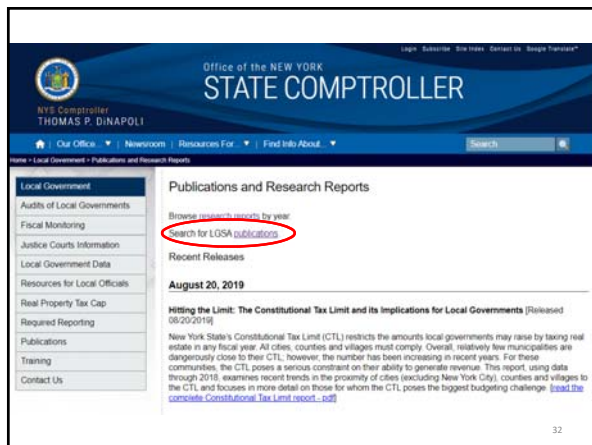 Login Subscribe Site Index Contact Us Google Translate™
Office of the NEW YORK
STATE COMPTROLLER
NYS Comptroller
THOMAS P. DiNAPOLI
Our Office... ▼ | Newsroom | Resources For.. ▼ | Find Info About... ▼
Search
Home > Local Government > Publications and Research Reports
Local Government
Audits of Local Governments
Fiscal Monitoring
Justice Courts Information
Local Government Data
Resources for Local Officials
Real Property Tax Cap
Required Reporting
Publications
Training
Contact Us
Publications and Research Reports
Browse research reports by year
Search for LGSA publications
Recent Releases
August 20, 2019
Hitting the Limit: The Constitutional Tax Limit and its Implications for Local Governments [Released
08/20/2019]
New York State's Constitutional Tax Limit (CTL) restricts the amounts local governments may raise by taxing real
estate in any fiscal year. All cities, counties and villages must comply. Overall, relatively few municipalities are
dangerously close to their CTL; however, the number has been increasing in recent years. For these
communities, the CTL poses a serious constraint on their ability to generate revenue. This report, using data
through 2018, examines recent trends in the proximity of cities (excluding New York City), counties and villages to
the CTL and focuses in more detail on those for whom the CTL poses the biggest budgeting challenge. [read the
complete Constitutional Tax Limit report - pdf]
32